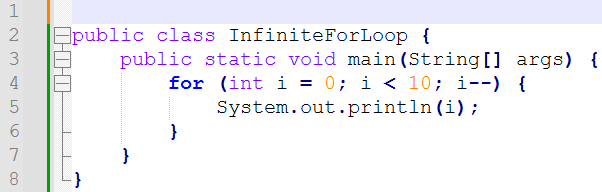 1
2 public class InfiniteForLoop {
3     public static void main(String[] args) {
4         for (int i = 0; i < 10; i--) {
5             System.out.println(i);
6         }
7     }
8 }